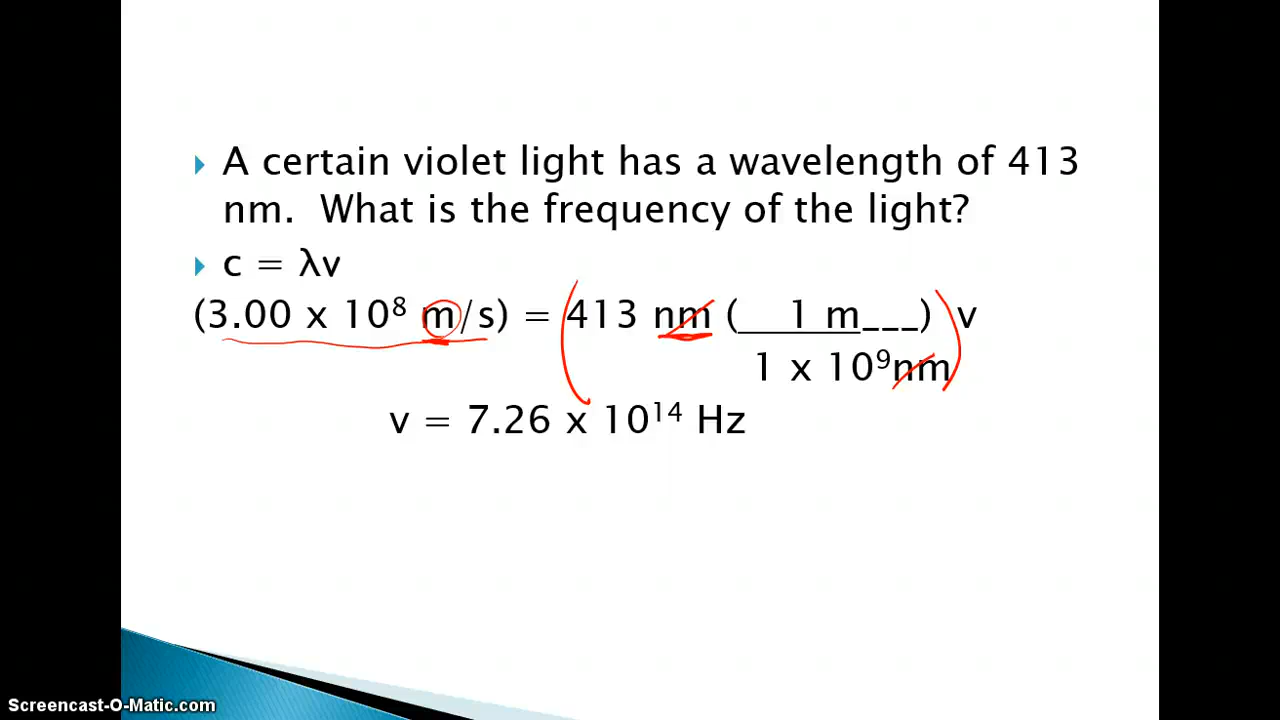 A certain violet light has a wavelength of 413
nm.  What is the frequency of the light?
c = λv
(3.00 x 10⁸ m/s) = 413 nm (   1 m___) v
1 x 10⁹nm
v = 7.26 x 10¹⁴ Hz
Screencast-O-Matic.com